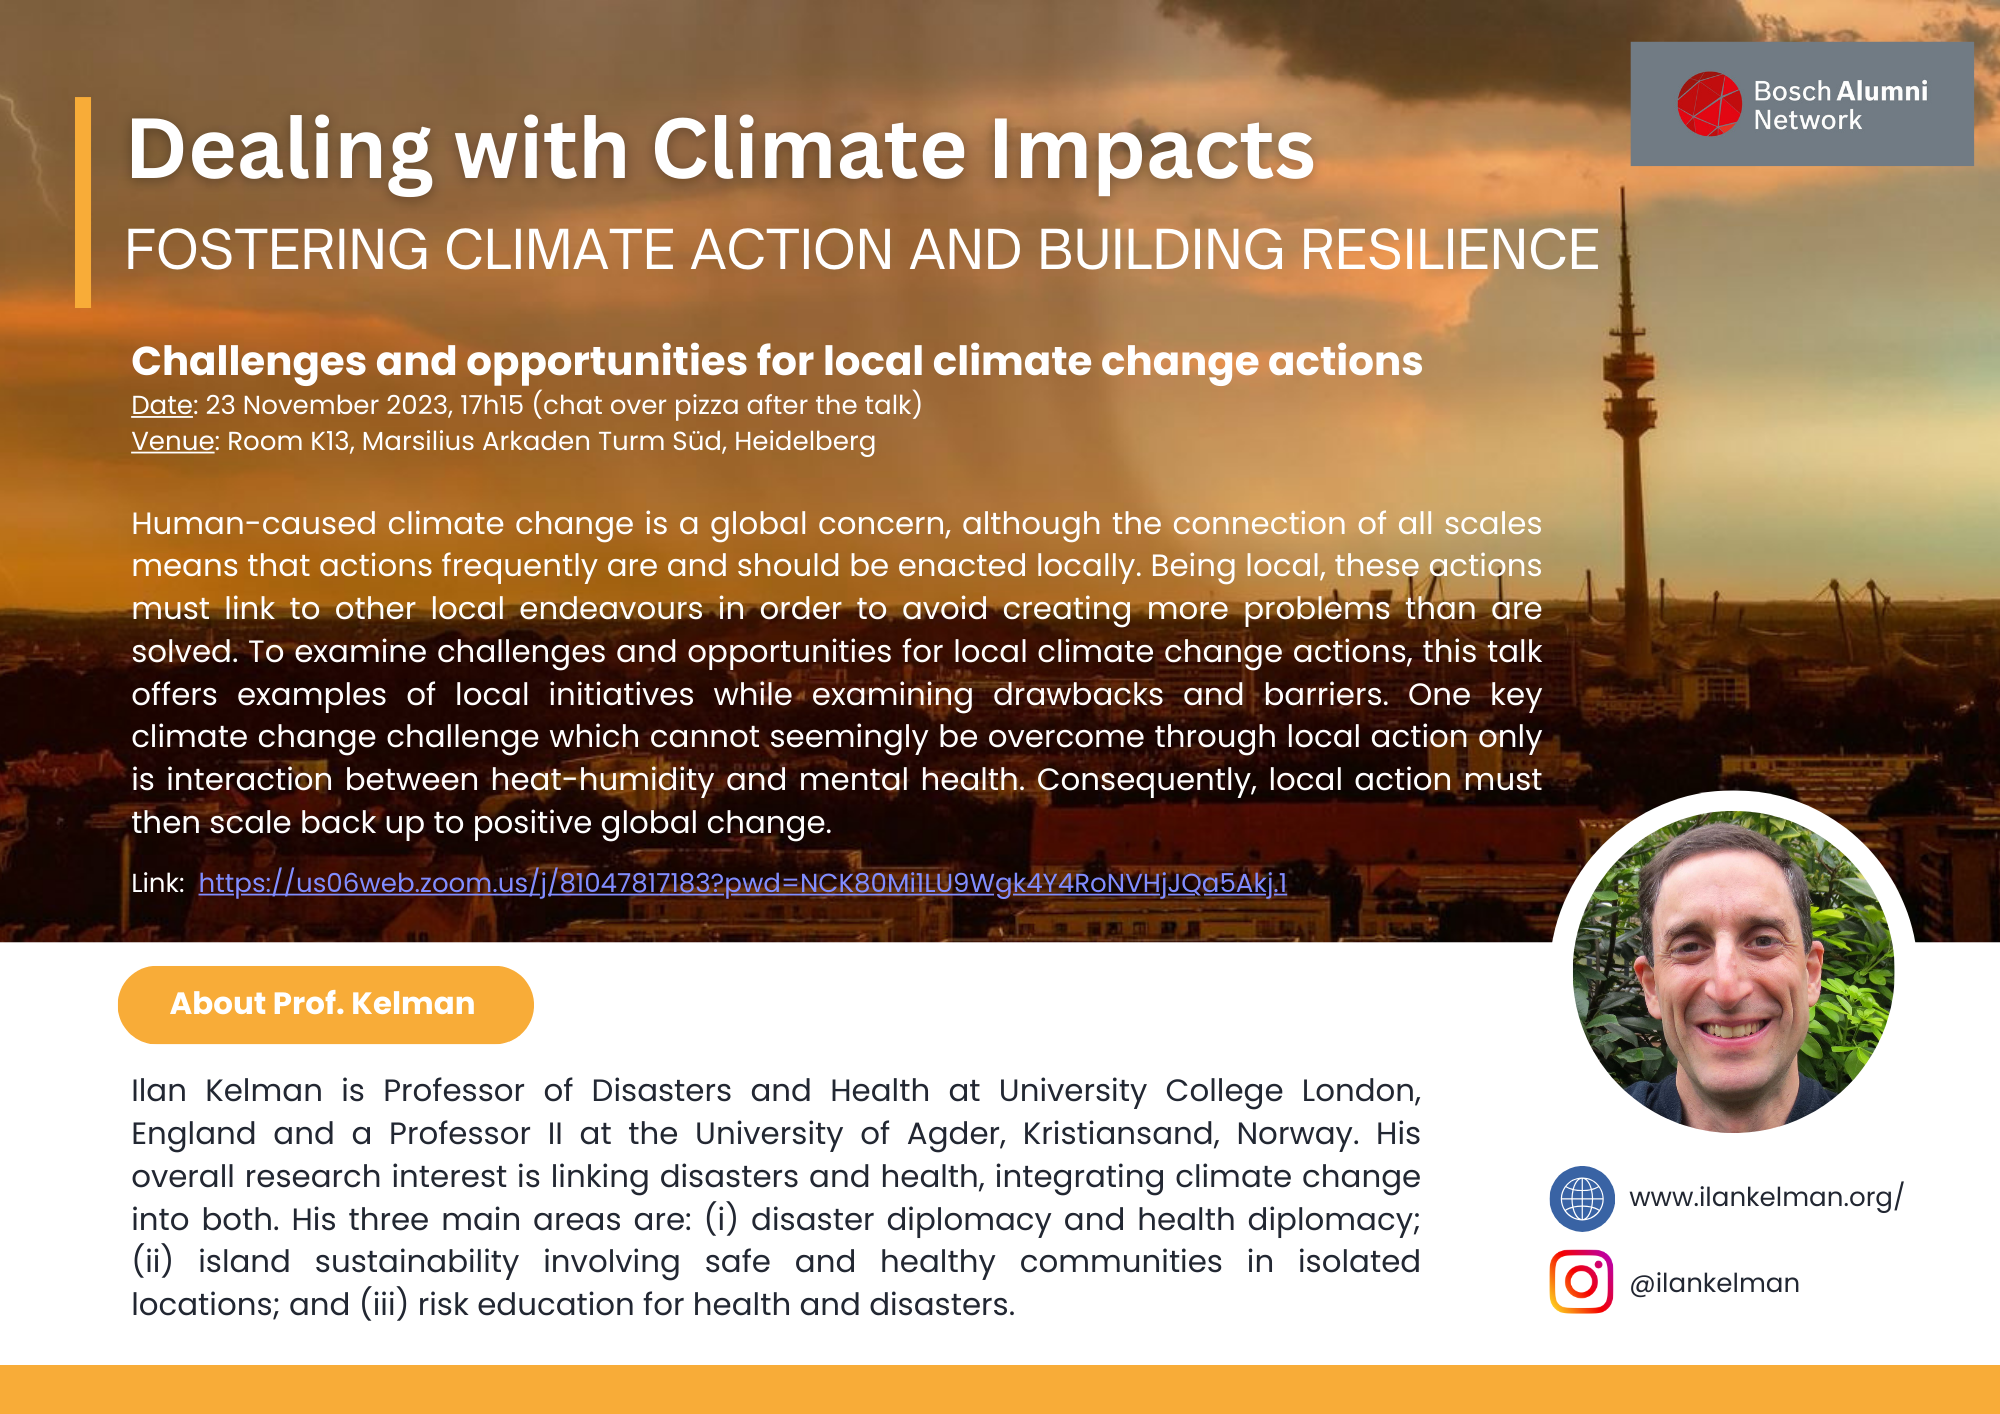 Bosch Alumni
Network
Dealing with Climate Impacts
FOSTERING CLIMATE ACTION AND BUILDING RESILIENCE
Challenges and opportunities for local climate change actions
Date: 23 November 2023, 17h15 (chat over pizza after the talk)
Venue: Room K13, Marsilius Arkaden Turm Süd, Heidelberg
Human-caused climate change is a global concern, although the connection of all scales
means that actions frequently are and should be enacted locally. Being local, these actions
must link to other local endeavours in order to avoid creating more problems than are
solved. To examine challenges and opportunities for local climate change actions, this talk
offers examples of local initiatives while examining drawbacks and barriers. One key
climate change challenge which cannot seemingly be overcome through local action only
is interaction between heat-humidity and mental health. Consequently, local action must
then scale back up to positive global change.
Link: https://us06web.zoom.us/j/81047817183?pwd=NCK80Mi1LU9Wgk4Y4RoNVHjJQa5Akj.1
About Prof. Kelman
Ilan Kelman is Professor of Disasters and Health at University College London,
England and a Professor II at the University of Agder, Kristiansand, Norway. His
overall research interest is linking disasters and health, integrating climate change
into both. His three main areas are: (i) disaster diplomacy and health diplomacy;
(ii) island sustainability involving safe and healthy communities in isolated
locations; and (iii) risk education for health and disasters.
www.ilankelman.org/
@ilankelman